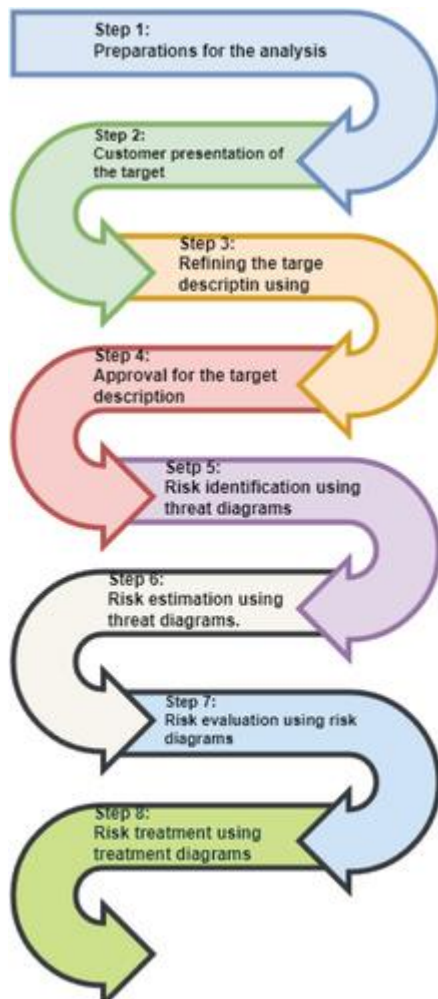 Step 1:
Preparations for the analysis
Step 2:
Customer presentation of
the target
Step 3:
Refining the targe
descriptin using
Step 4:
Approval for the target
description
Setp 5:
Risk identification using
threat diagrams
Step 6:
Risk estimation using
threat diagrams.
Step 7:
Risk evaluation using risk
diagrams
Step 8:
Risk treatment using
treatment diagrams